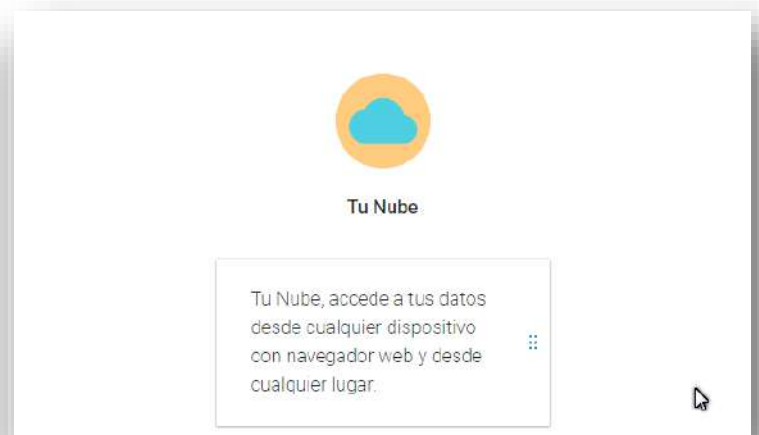 Tu Nube
Tu Nube, accede a tus datos
desde cualquier dispositivo
con navegador web y desde
cualquier lugar.